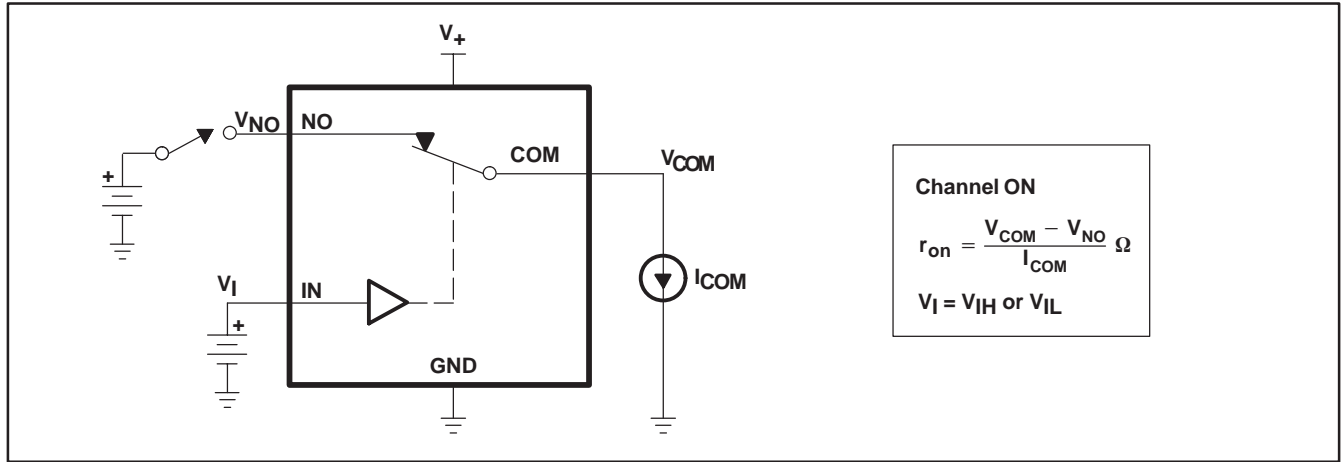 V+
VNO NO
COM VCOM
+
VI IN
+
ICOM
GND
Channel ON
ron = VCOM − VNO / ICOM Ω
VI = VIH or VIL